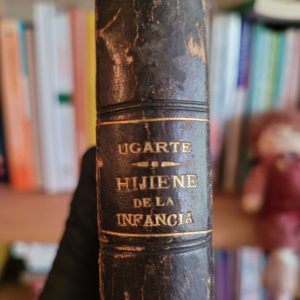 UGARTE
HIJIENE
DE LA
INFANCIA